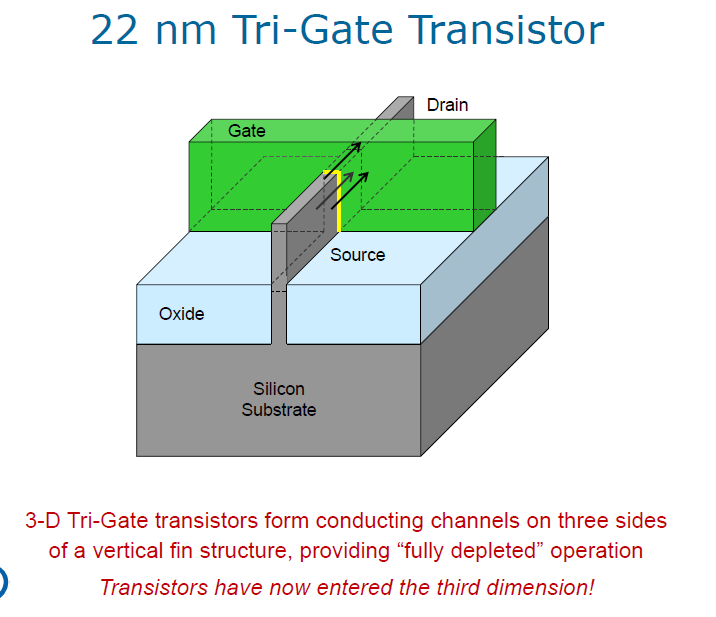 22 nm Tri-Gate Transistor
Drain
Gate
Source
Oxide
Silicon
Substrate
3-D Tri-Gate transistors form conducting channels on three sides
of a vertical fin structure, providing “fully depleted” operation
Transistors have now entered the third dimension!